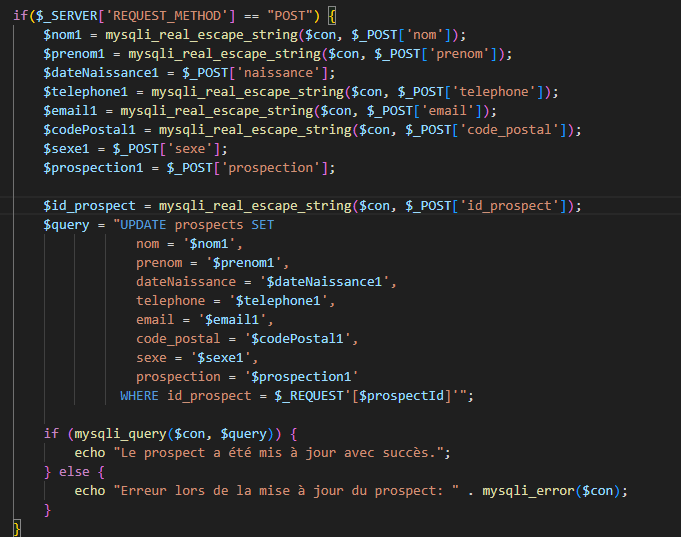 if($_SERVER['REQUEST_METHOD'] == "POST") {
$nom1 = mysqli_real_escape_string($con, $_POST['nom']);
$prenom1 = mysqli_real_escape_string($con, $_POST['prenom']);
$dateNaissance1 = $_POST['naissance'];
$telephone1 = mysqli_real_escape_string($con, $_POST['telephone']);
$email1 = mysqli_real_escape_string($con, $_POST['email']);
$codePostal1 = mysqli_real_escape_string($con, $_POST['code_postal']);
$sexe1 = $_POST['sexe'];
$prospection1 = $_POST['prospection'];
$id_prospect = mysqli_real_escape_string($con, $_POST['id_prospect']);
$query = "UPDATE prospects SET
nom = '$nom1',
prenom = '$prenom1',
dateNaissance = '$dateNaissance1',
telephone = '$telephone1',
email = '$email1',
code_postal = '$codePostal1',
sexe = '$sexe1',
prospection = '$prospection1'
WHERE id_prospect = $_REQUEST'[$prospectId]'";
if (mysqli_query($con, $query)) {
echo "Le prospect a été mis à jour avec succès.";
} else {
echo "Erreur lors de la mise à jour du prospect: " . mysqli_error($con);
}
}